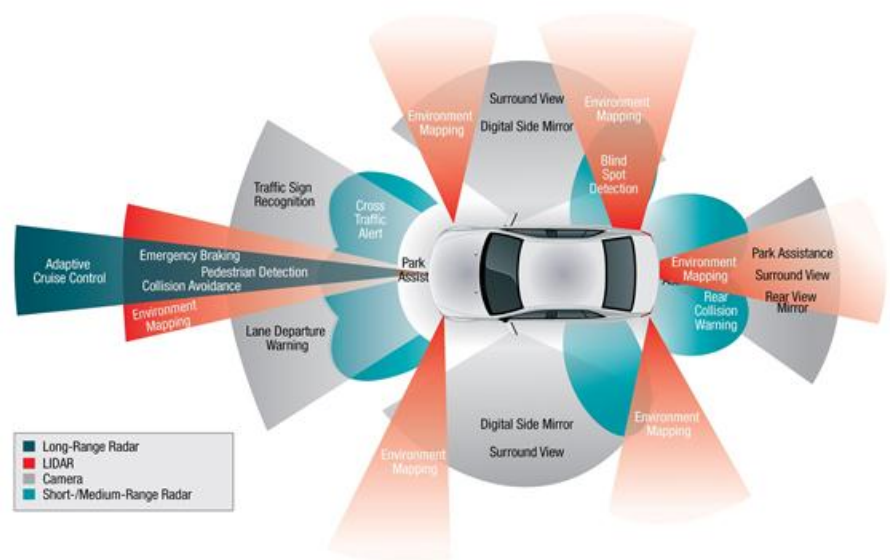 Surround View
Digital Side Mirror
Environment
Mapping
Environment
Mapping
Blind
Spot
Detection
Traffic Sign
Recognition
Cross
Traffic
Alert
Adaptive
Cruise Control
Emergency Braking
Pedestrian Detection
Collision Avoidance
Environment
Mapping
Lane Departure
Warning
Park
Assist
Environment
Mapping
Rear
Collision
Warning
Park Assistance
Surround View
Rear View
Mirror
Digital Side Mirror
Surround View
Environment
Mapping
Environment
Mapping
Long-Range Radar
LIDAR
Camera
Short-/Medium-Range Radar